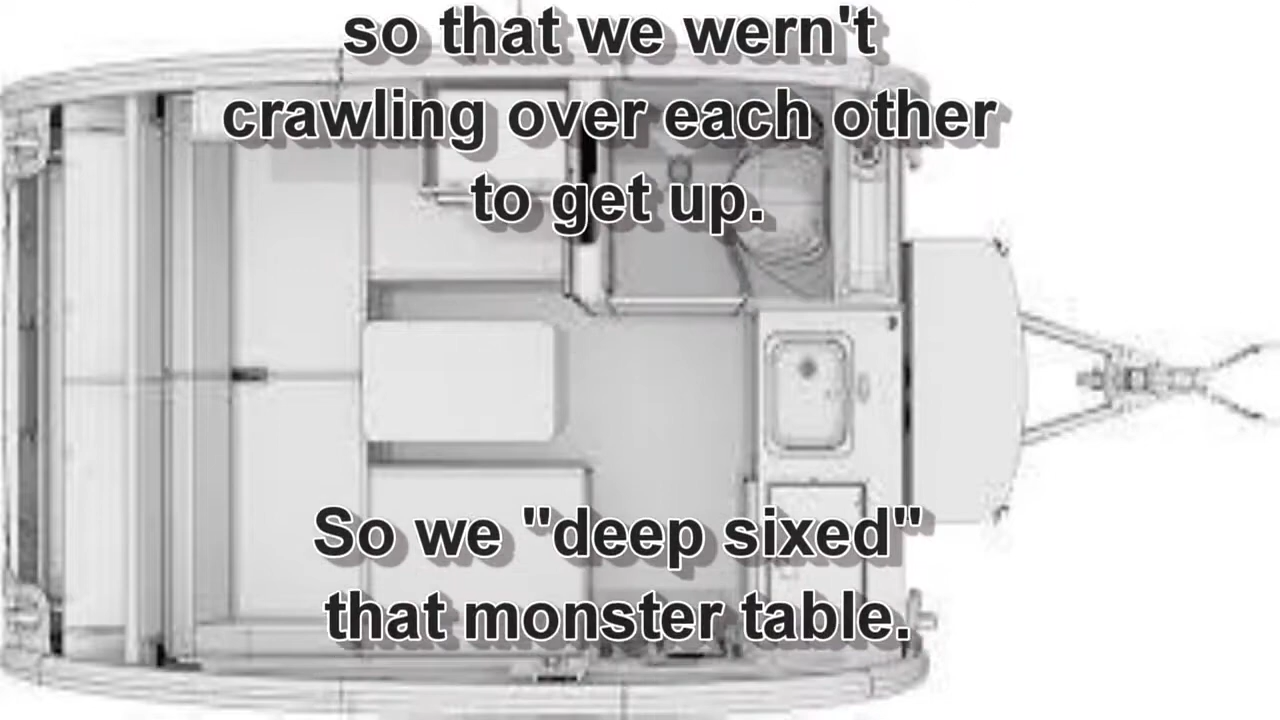 so that we wern't
crawling over each other
to get up.
So we "deep sixed"
that monster table.